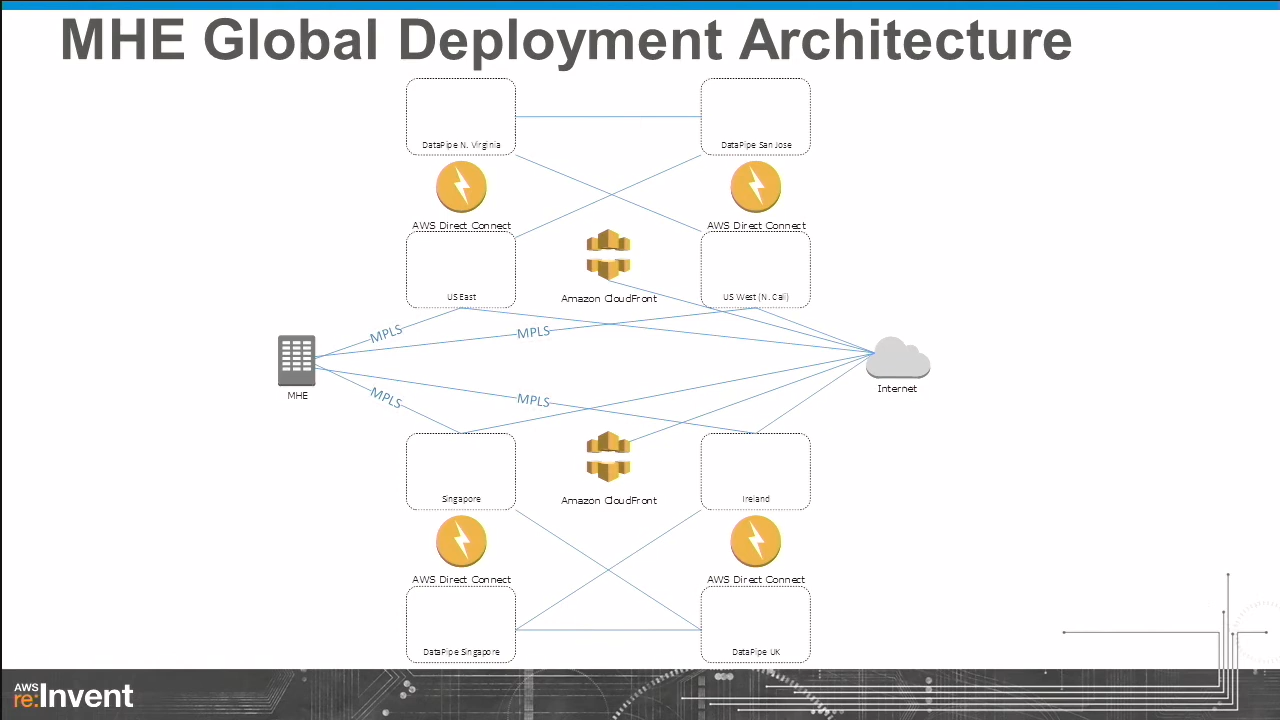 MHE Global Deployment Architecture
DataPipe N. Virginia
DataPipe San Jose
AWS Direct Connect
AWS Direct Connect
US East
Amazon CloudFront
US West (N. Cali)
MPLS
MPLS
MHE
Internet
MPLS
MPLS
Singapore
Amazon CloudFront
Ireland
AWS Direct Connect
AWS Direct Connect
DataPipe Singapore
DataPipe UK
AWS
re:Invent